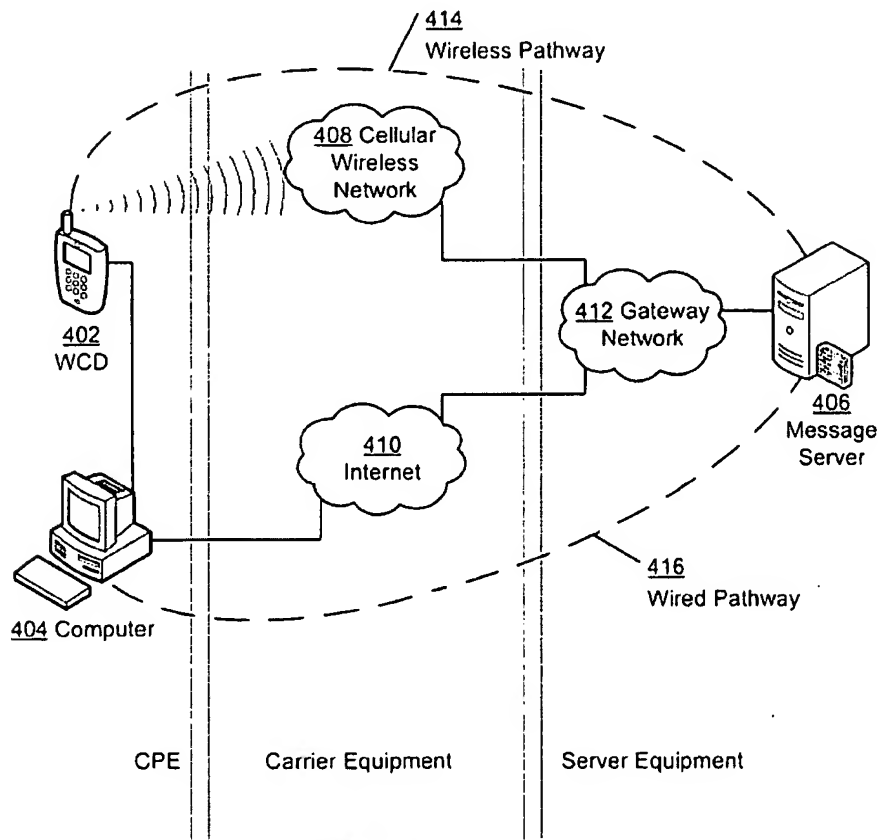 414
Wireless Pathway
408 Cellular
Wireless
Network
402
WCD
412 Gateway
Network
406
Message
Server
410
Internet
416
Wired Pathway
404 Computer
CPE
Carrier Equipment
Server Equipment